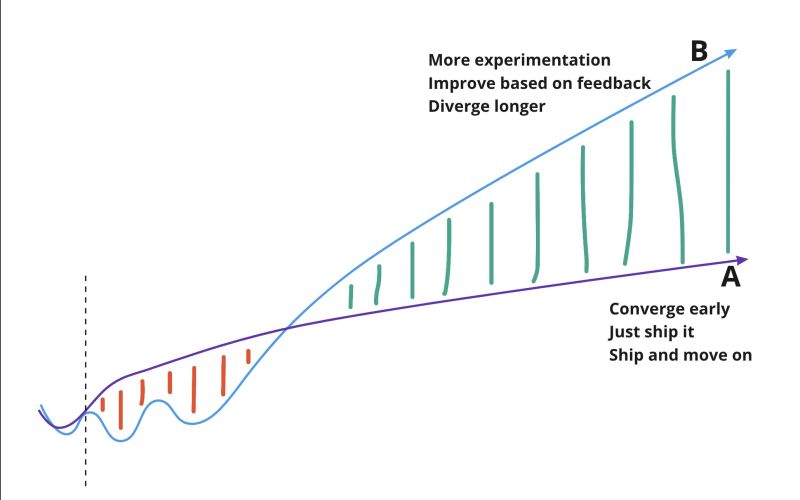 B
More experimentation
Improve based on feedback
Diverge longer
A
Converge early
Just ship it
Ship and move on